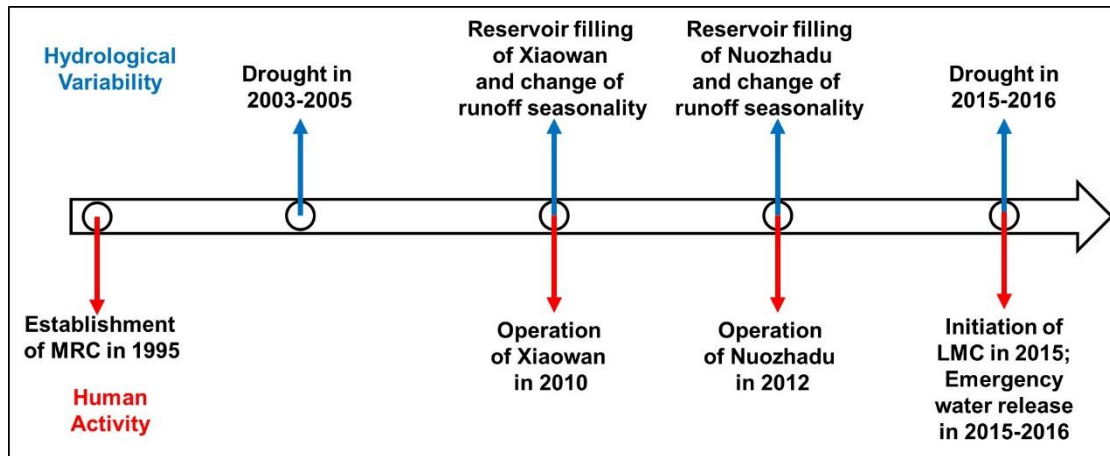 Hydrological
Variability
Drought in
2003-2005
Reservoir filling
of Xiaowan
and change of
runoff seasonality
Reservoir filling
of Nuozhadu
and change of
runoff seasonality
Drought in
2015-2016
Establishment
of MRC in 1995
Human
Activity
Operation
of Xiaowan
in 2010
Operation
of Nuozhadu
in 2012
Initiation of
LMC in 2015;
Emergency
water release
in 2015-2016